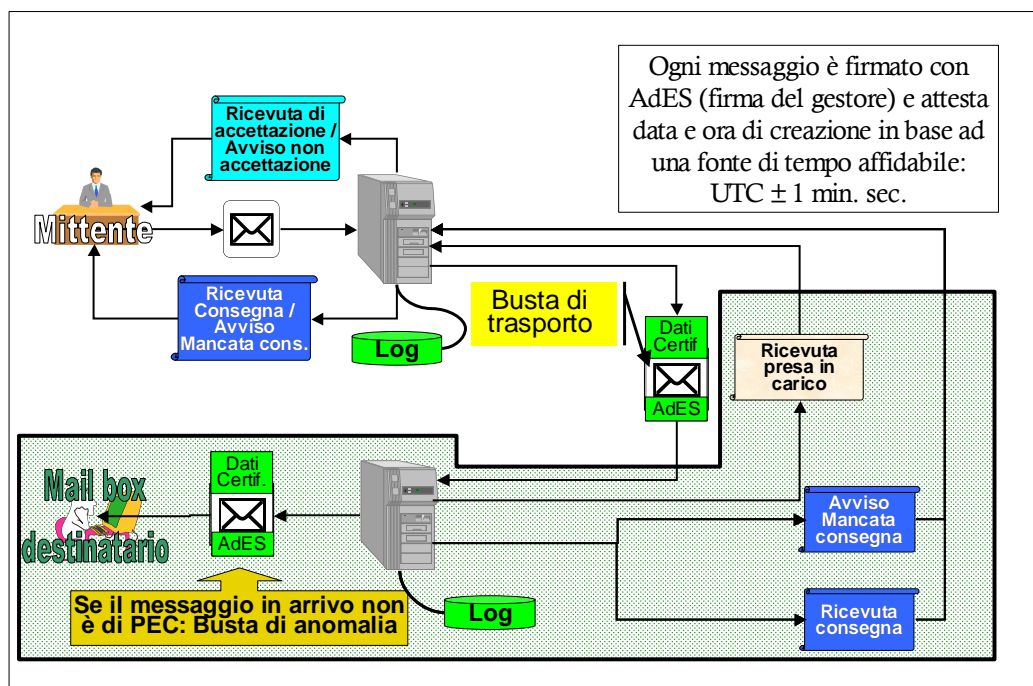 Ogni messaggio è firmato con
AdES (firma del gestore) e attesta
data e ora di creazione in base ad
una fonte di tempo affidabile:
UTC ± 1 min. sec.
Ricevuta di
accettazione /
Avviso non
accettazione
Mittente
Ricevuta
Consegna /
Avviso
Mancata cons.
Log
Busta di
trasporto
Dati
Certif
AdES
Ricevuta
presa in
carico
Mail box
destinatario
Dati
Certif.
AdES
Avviso
Mancata
consegna
Se il messaggio in arrivo non
è di PEC: Busta di anomalia
Log
Ricevuta
consegna